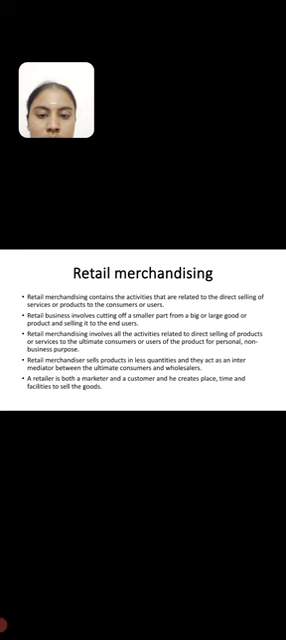 Retail merchandising
• Retail merchandising contains the activities that are related to the direct selling of
services or products to the consumers or users.
• Retail business involves cutting off a smaller part from a big or large good or
product and selling it to the end users.
• Retail merchandising involves all the activities related to direct selling of products
or services to the ultimate consumers or users of the product for personal, non-
business purpose.
• Retail merchandiser sells products in less quantities and they act as an inter
mediator between the ultimate consumers and wholesalers.
• A retailer is both a marketer and a customer and he creates place, time and
facilities to sell the goods.